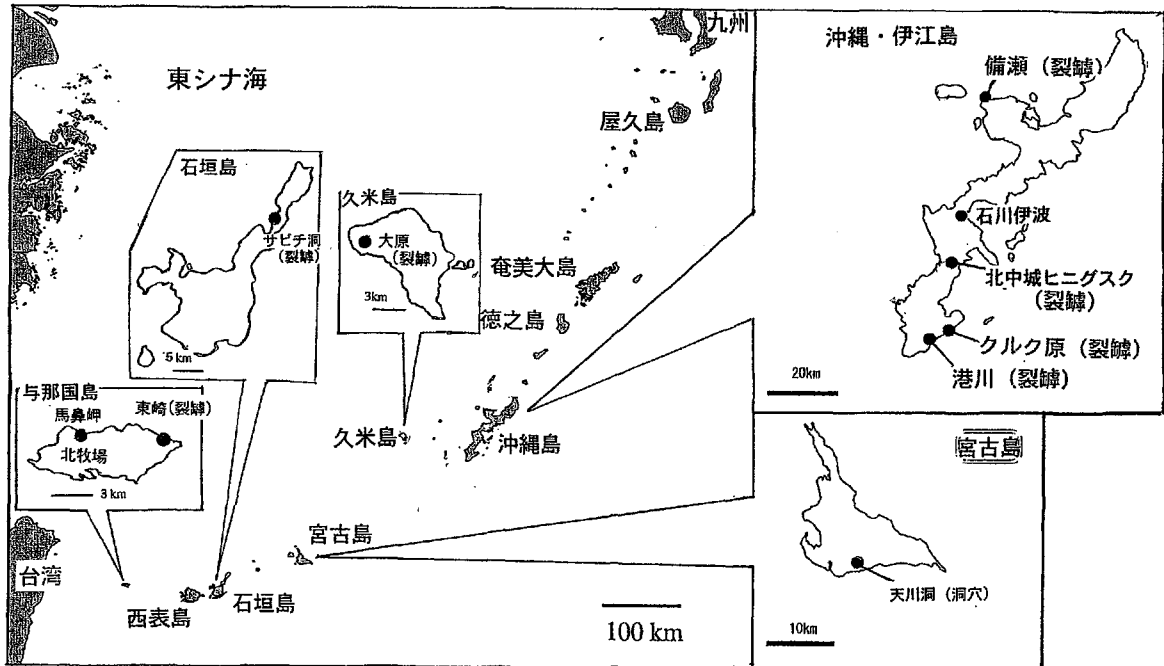 九州
東シナ海
屋久島
石垣島
サビチ洞
(裂罅)
5 km
久米島
大原
(裂罅)
3km
奄美大島
徳之島
与那国島
馬鼻岬
東崎(裂罅)
北牧場
3 km
久米島
沖縄島
宮古島
台湾
西表島
石垣島
100 km
沖縄・伊江島
備瀬 (裂罅)
石川伊波
北中城ヒニグスク
(裂罅)
クルク原 (裂罅)
港川 (裂罅)
20km
宮古島
天川洞 (洞穴)
10km